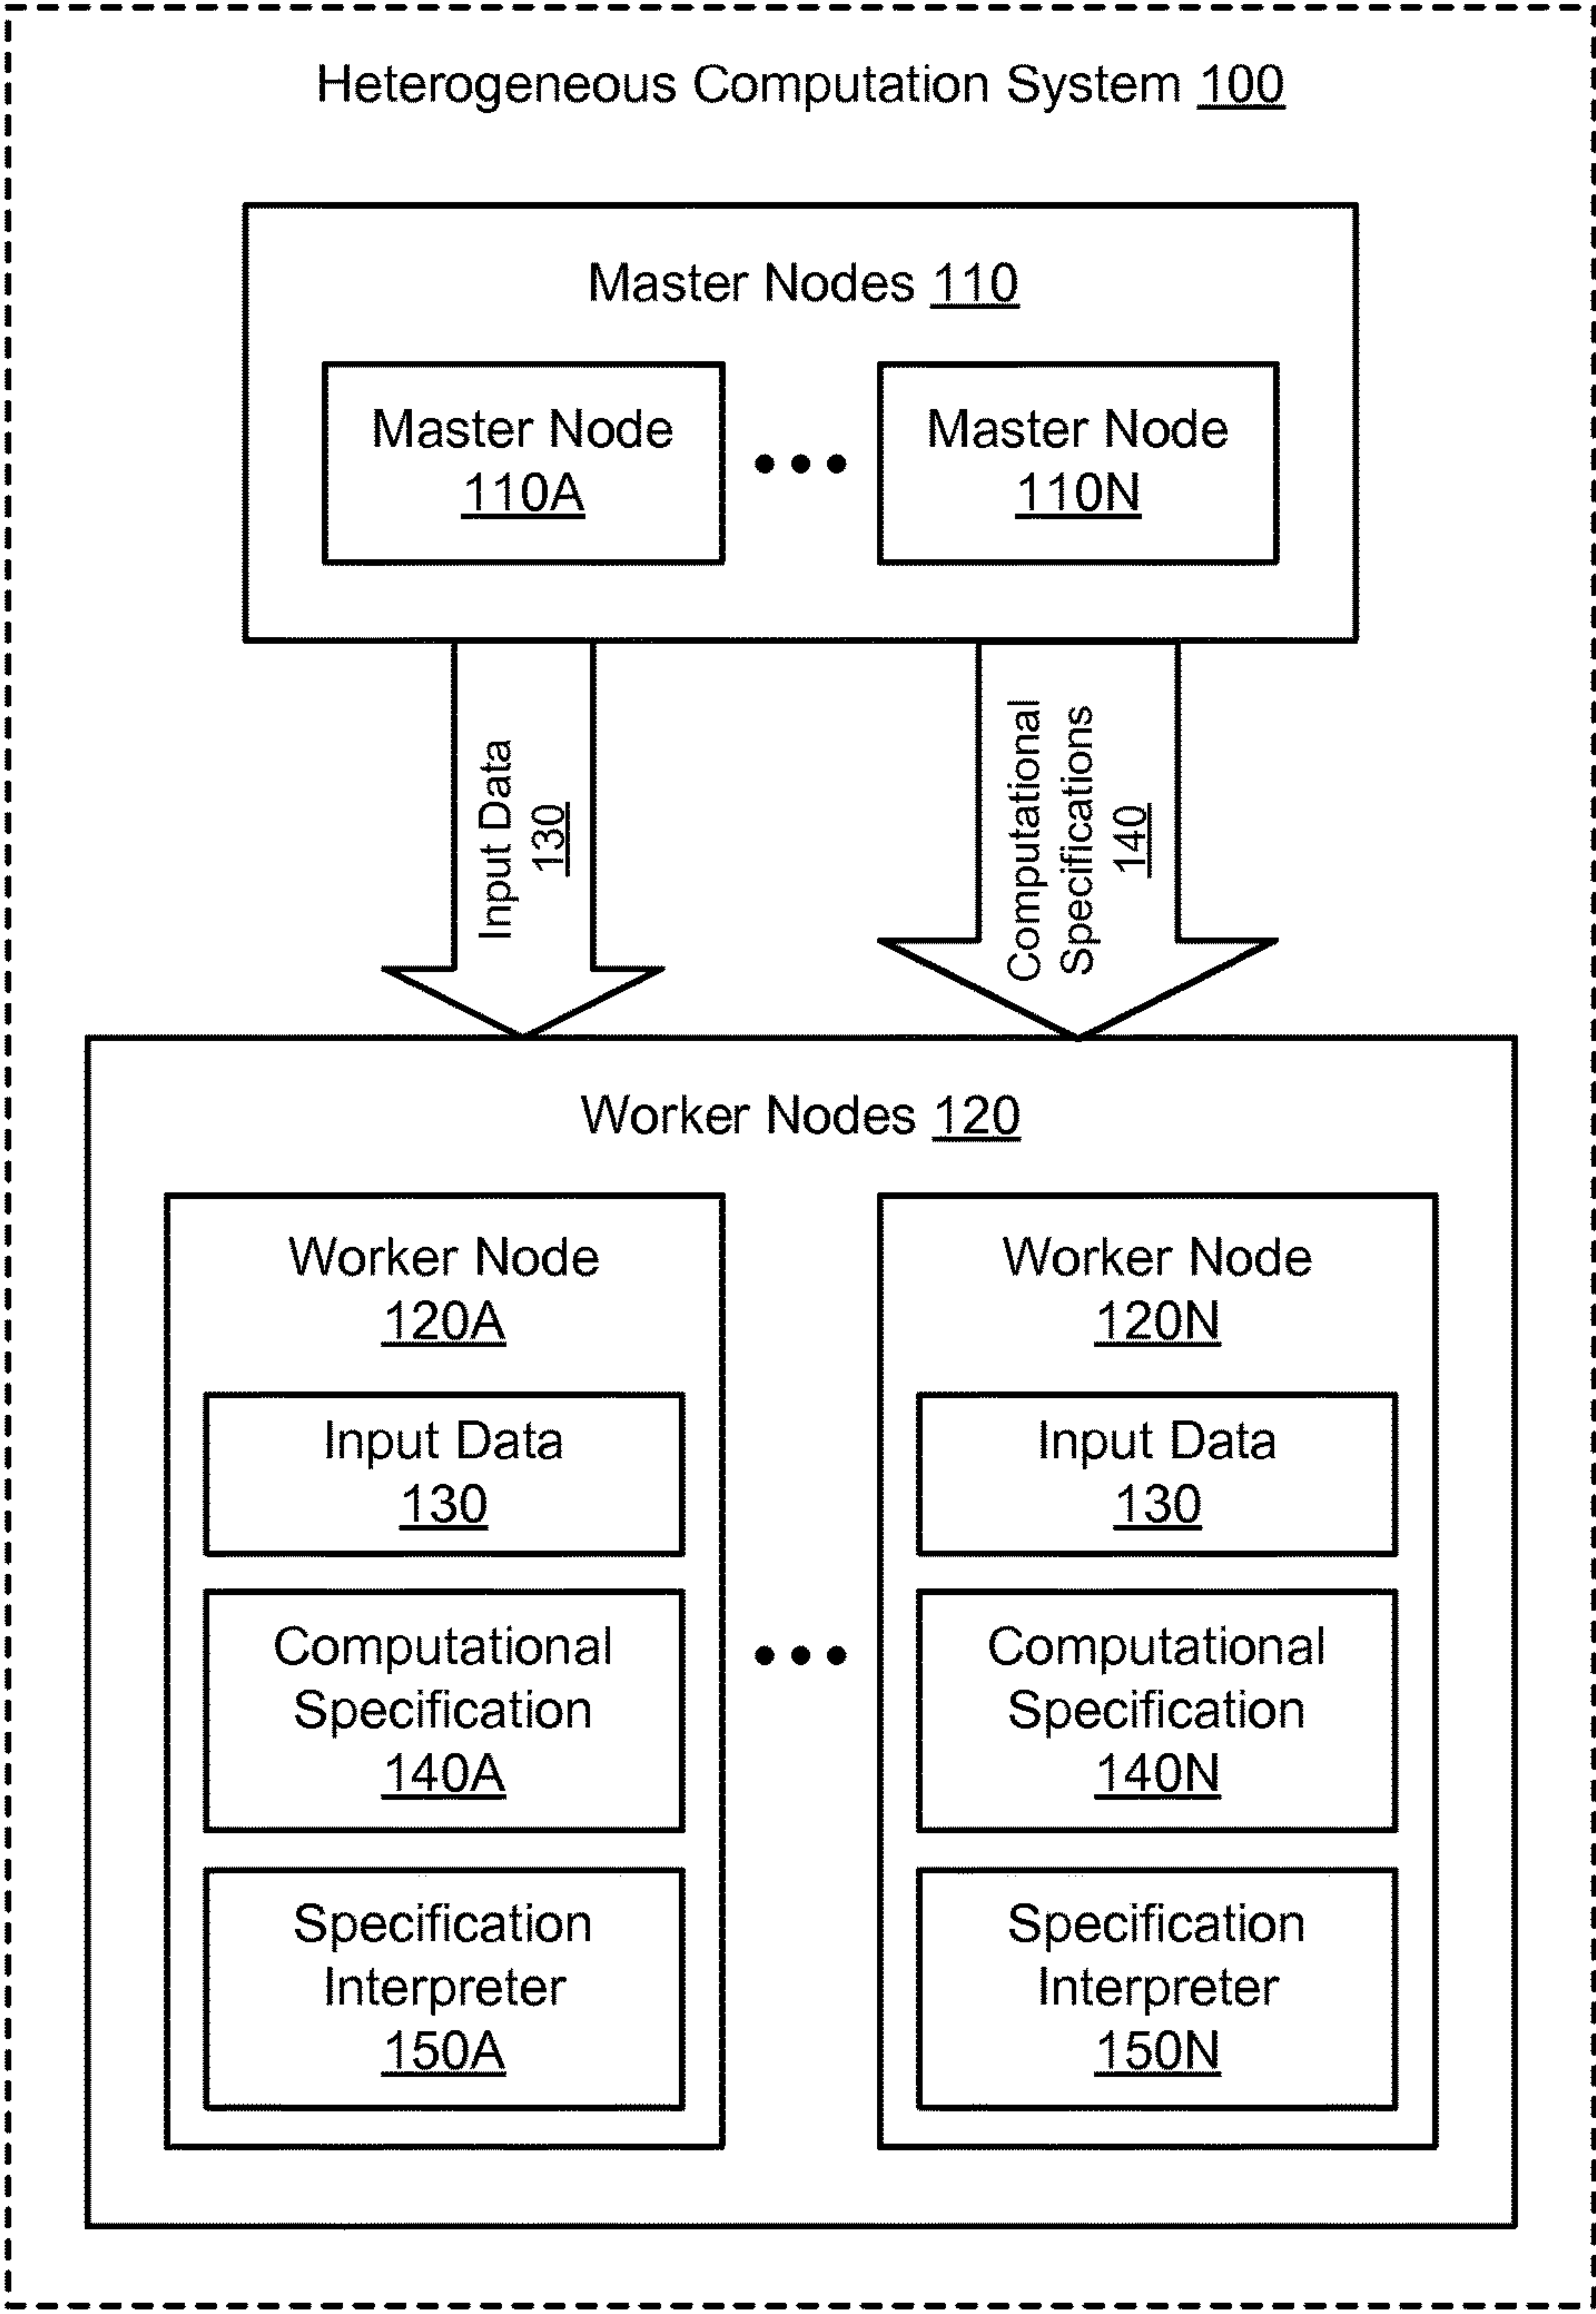 Heterogeneous Computation System 100
Master Nodes 110
Master Node
110A
Master Node
110N
Input Data
130
Computational
Specifications
140
Worker Nodes 120
Worker Node
120A
Input Data
130
Computational
Specification
140A
Specification
Interpreter
150A
Worker Node
120N
Input Data
130
Computational
Specification
140N
Specification
Interpreter
150N